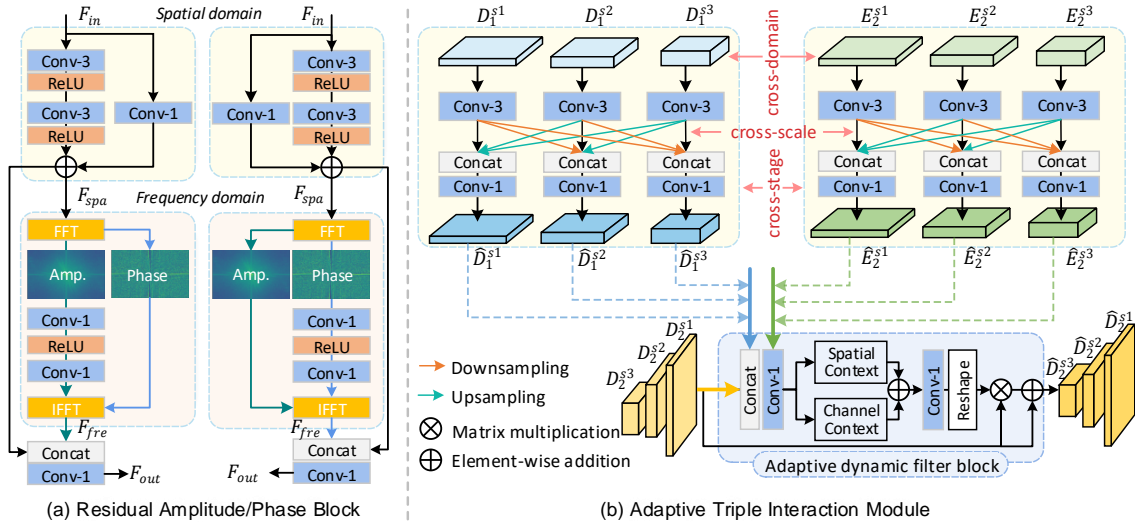 F_in
Spatial domain
F_in
Conv-3
Conv-3
ReLU
ReLU
Conv-3
Conv-1
Conv-1
Conv-3
ReLU
ReLU
F_spa
Frequency domain
F_spa
FFT
FFT
Amp.
Phase
Amp.
Phase
Conv-1
Conv-1
ReLU
ReLU
Conv-1
Conv-1
IFFT
IFFT
F_fre
F_fre
Concat
Concat
Conv-1
F_out
F_out
Conv-1
(a) Residual Amplitude/Phase Block
D_1^{s1}
D_1^{s2}
D_1^{s3}
E_2^{s1}
E_2^{s2}
E_2^{s3}
cross-domain
Conv-3
Conv-3
Conv-3
Conv-3
Conv-3
Conv-3
cross-scale
Concat
Concat
Concat
Concat
Concat
Concat
Conv-1
Conv-1
Conv-1
Conv-1
Conv-1
Conv-1
cross-stage
D̂_1^{s1}
D̂_1^{s2}
D̂_1^{s3}
Ê_2^{s1}
Ê_2^{s2}
Ê_2^{s3}
D_2^{s3}
D_2^{s2}
D_2^{s1}
Concat
Conv-1
Spatial
Context
Channel
Context
Conv-1
Reshape
D̂_2^{s3}
D̂_2^{s2}
D̂_2^{s1}
Adaptive dynamic filter block
Downsampling
Upsampling
Matrix multiplication
Element-wise addition
(b) Adaptive Triple Interaction Module